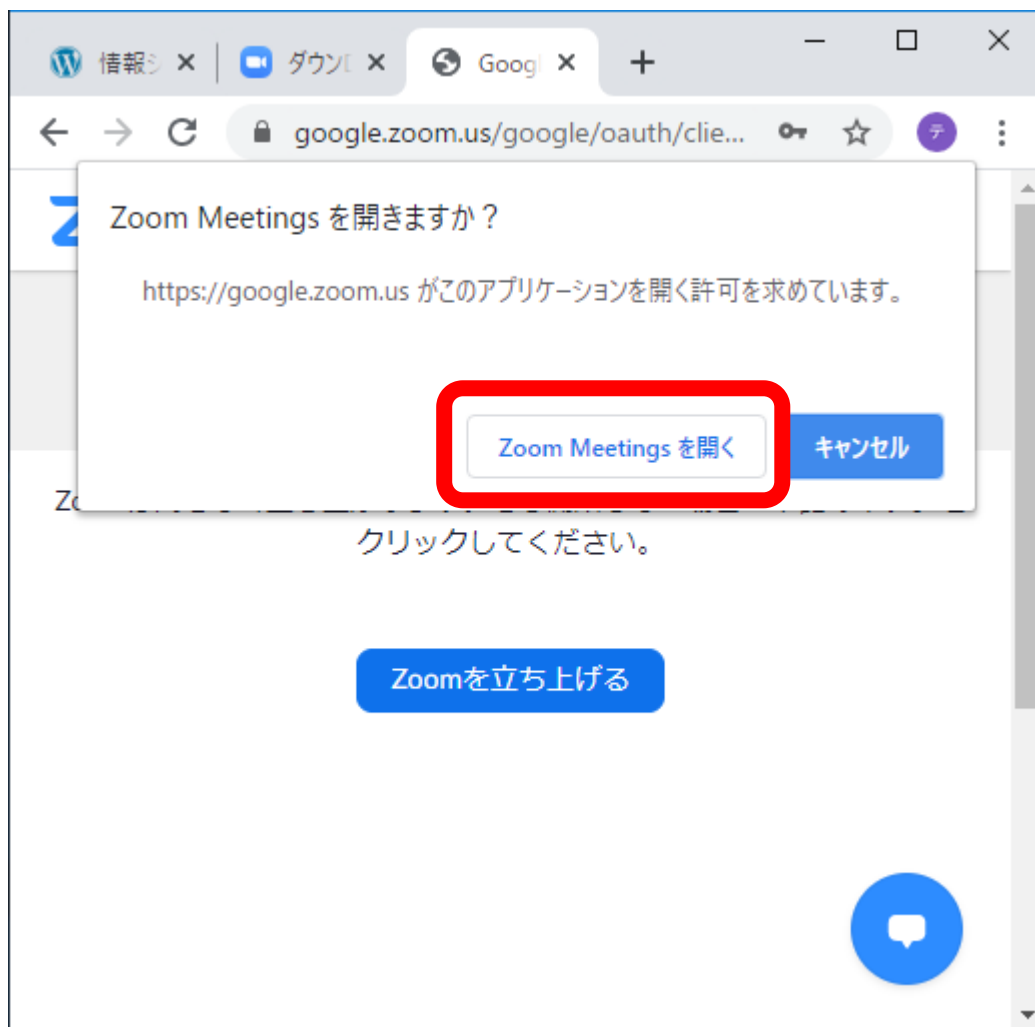 情報 ダウン Goog
google.zoom.us/google/oauth/clie... テ
Zoom Meetings を開きますか？
https://google.zoom.us がこのアプリケーションを開く許可を求めています。
Zoom Meetings を開く キャンセル
クリックしてください。
Zoomを立ち上げる